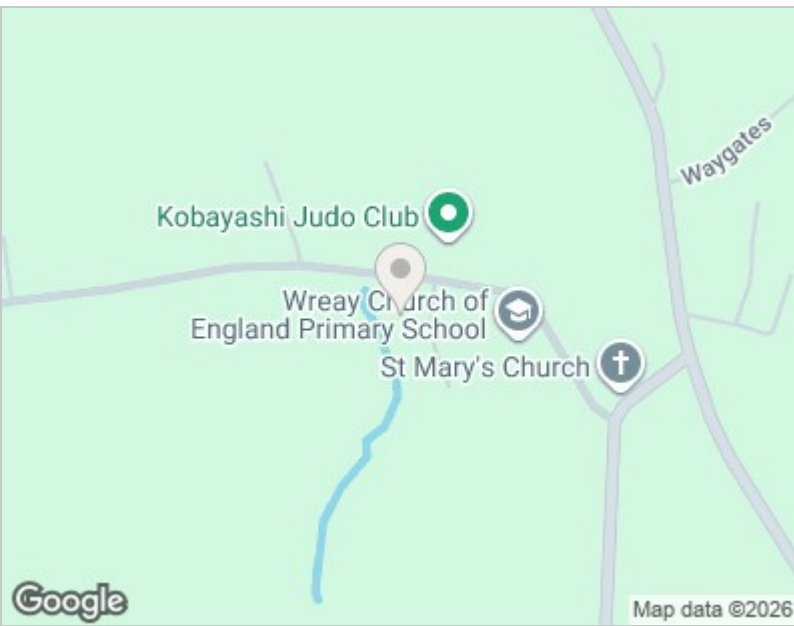 Waygates
Kobayashi Judo Club
Wreay Church of
England Primary School
St Mary's Church
Google
Map data ©2026